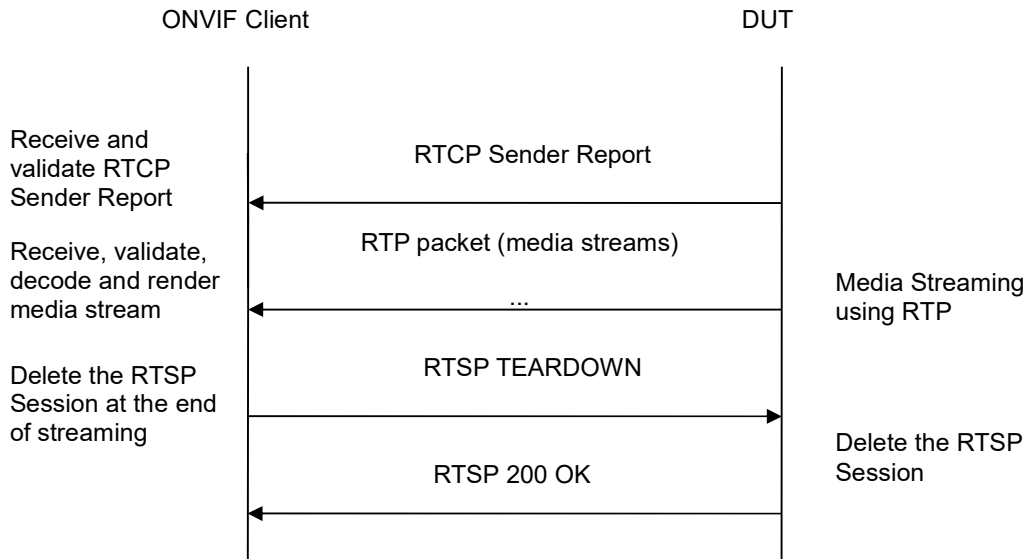 ONVIF Client
DUT
Receive and
validate RTCP
Sender Report
RTCP Sender Report
Receive, validate,
decode and render
media stream
RTP packet (media streams)
...
Media Streaming
using RTP
Delete the RTSP
Session at the end
of streaming
RTSP TEARDOWN
Delete the RTSP
Session
RTSP 200 OK